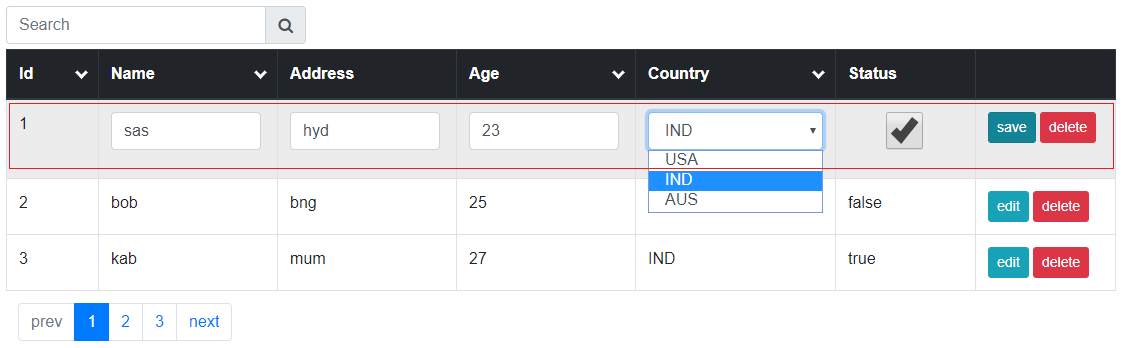 Search
Id Name Address Age Country Status
1 sas hyd 23 IND save delete
USA
IND
AUS
2 bob bng 25 false edit delete
3 kab mum 27 IND true edit delete
prev 1 2 3 next